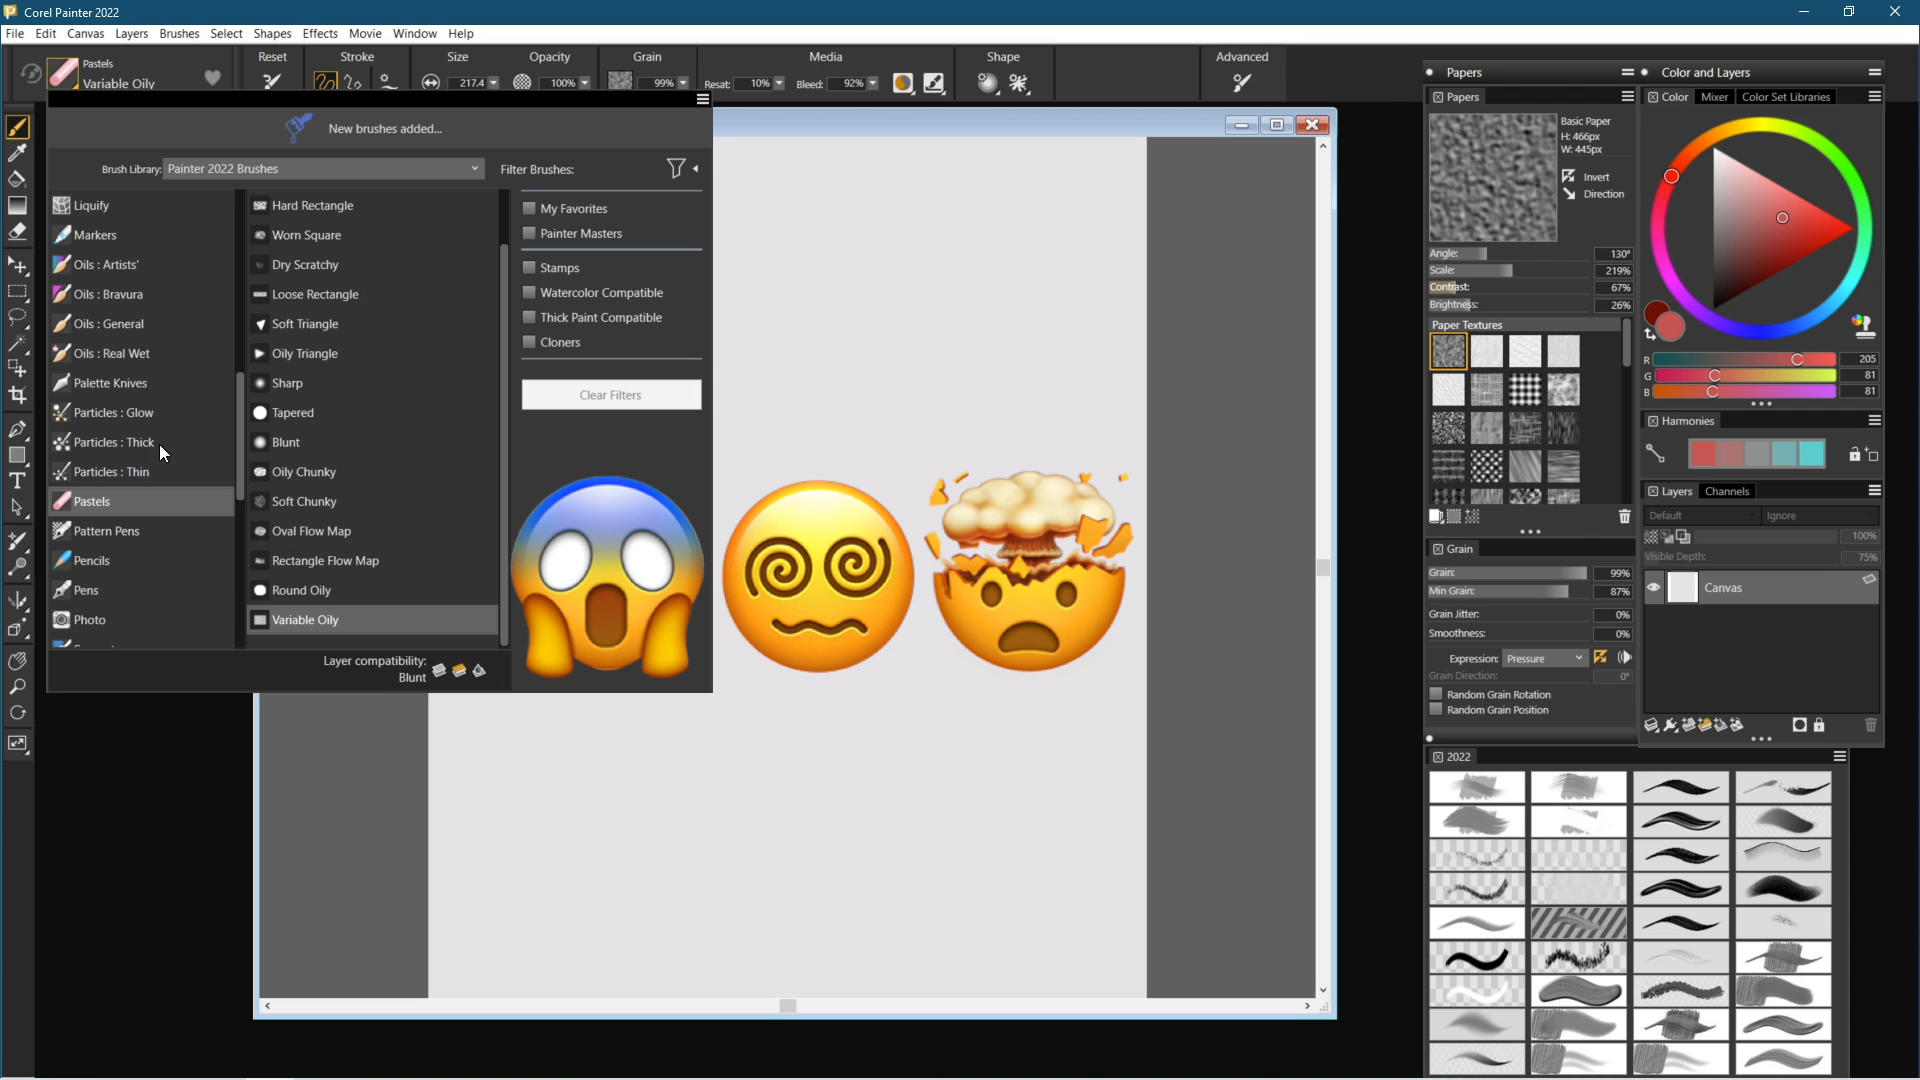 Corel Painter 2022
File Edit Canvas Layers Brushes Select Shapes Effects Movie Window Help
Pastels
Variable Oily
Reset
Stroke
Size
217.4
Opacity
100%
Grain
99%
Media
Resat: 10% Bleed: 92%
Shape
Advanced
New brushes added...
Brush Library: Painter 2022 Brushes
Filter Brushes:
Liquify
Markers
Oils : Artists'
Oils : Bravura
Oils : General
Oils : Real Wet
Palette Knives
Particles : Glow
Particles : Thick
Particles : Thin
Pastels
Pattern Pens
Pencils
Pens
Photo
Hard Rectangle
Worn Square
Dry Scratchy
Loose Rectangle
Soft Triangle
Oily Triangle
Sharp
Tapered
Blunt
Oily Chunky
Soft Chunky
Oval Flow Map
Rectangle Flow Map
Round Oily
Variable Oily
My Favorites
Painter Masters
Stamps
Watercolor Compatible
Thick Paint Compatible
Cloners
Clear Filters
Layer compatibility:
Blunt
Papers
Papers
Basic Paper
H: 466px
W: 445px
Invert
Direction
Angle: 130°
Scale: 219%
Contrast: 67%
Brightness: 26%
Paper Textures
Grain
Grain: 99%
Min Grain: 87%
Grain Jitter: 0%
Smoothness: 0%
Expression: Pressure
Grain Direction: 0°
Random Grain Rotation
Random Grain Position
Color and Layers
Color Mixer Color Set Libraries
R 205
G 81
B 81
Harmonies
Layers Channels
Default Ignore
100%
Visible Depth: 75%
Canvas
2022